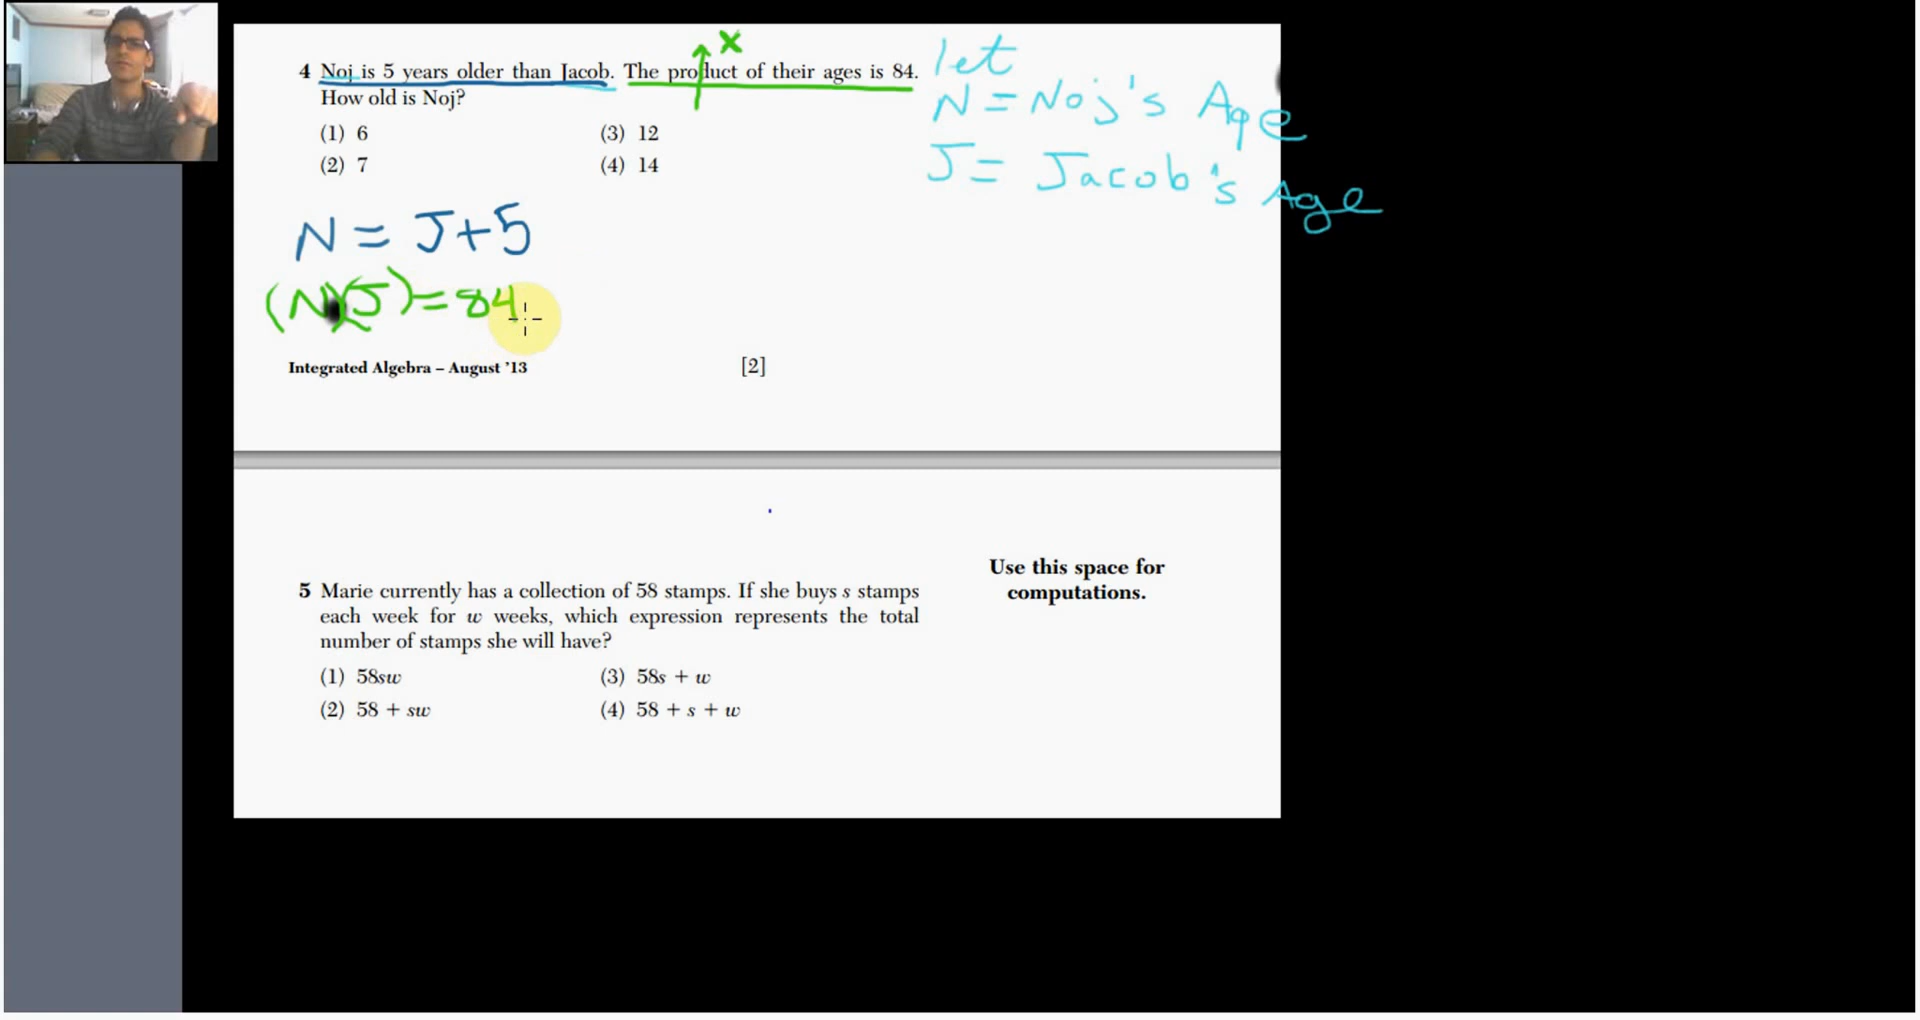 4 Noj is 5 years older than Jacob. The product of their ages is 84.
How old is Noj?
(1) 6
(3) 12
(2) 7
(4) 14
x
let
N = Noj's Age
J = Jacob's Age
N = J+5
(N)(J) = 84
Integrated Algebra – August '13
[2]
Use this space for
computations.
5 Marie currently has a collection of 58 stamps. If she buys s stamps
each week for w weeks, which expression represents the total
number of stamps she will have?
(1) 58sw
(3) 58s + w
(2) 58 + sw
(4) 58 + s + w